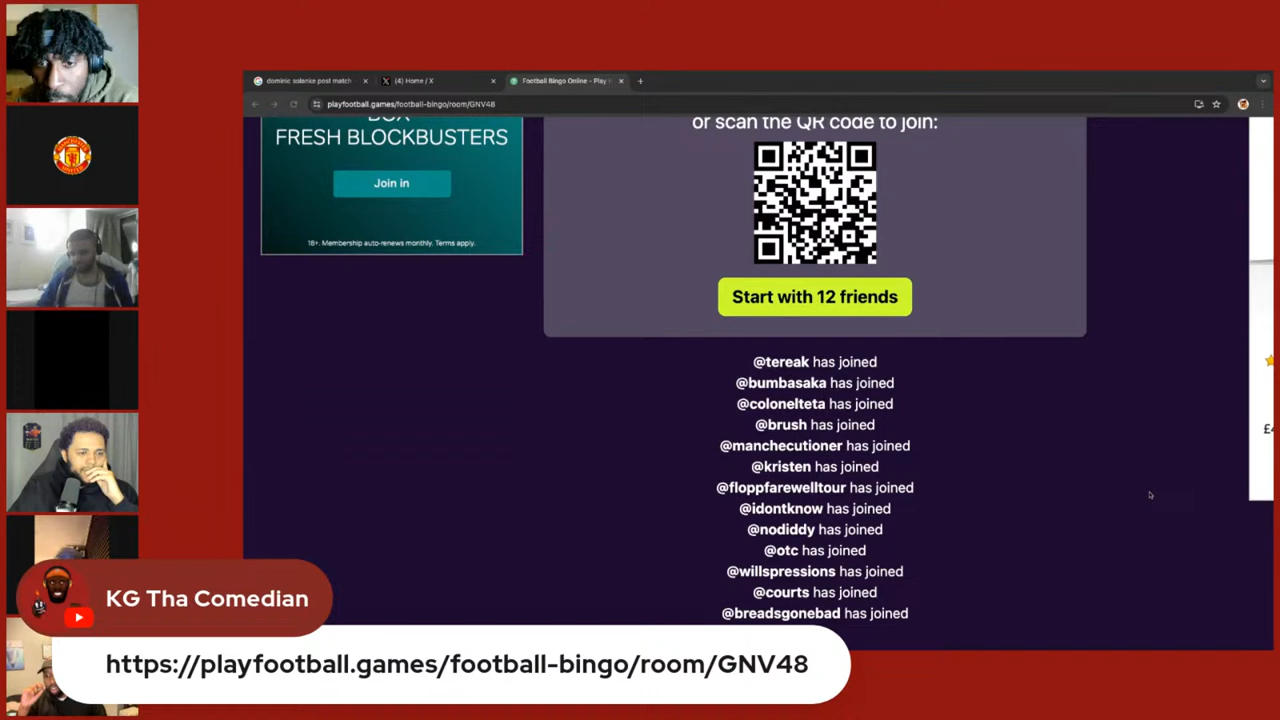 dominic solanke post match
(4) Home / X
Football Bingo Online - Play
playfootball.games/football-bingo/room/GNV48
BOX
FRESH BLOCKBUSTERS
Join in
18+. Membership auto-renews monthly. Terms apply.
or scan the QR code to join:
Start with 12 friends
@tereak has joined
@bumbasaka has joined
@colonelteta has joined
@brush has joined
@manchecutioner has joined
@kristen has joined
@floppfarewelltour has joined
@idontknow has joined
@nodiddy has joined
@otc has joined
@willspressions has joined
@courts has joined
@breadsgonebad has joined
£4
KG Tha Comedian
https://playfootball.games/football-bingo/room/GNV48